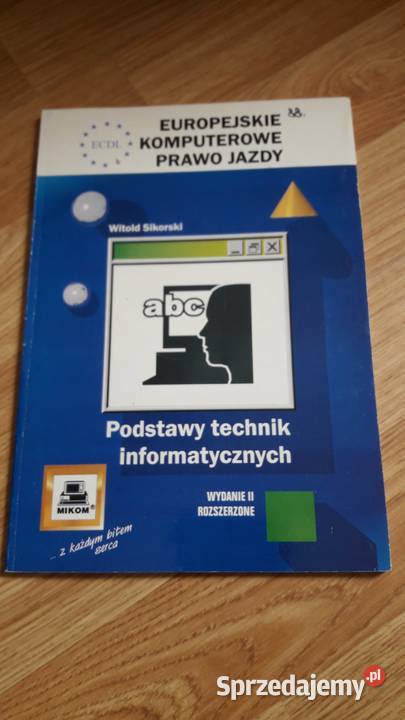 33.
ECDL
EUROPEJSKIE
KOMPUTEROWE
PRAWO JAZDY
Witold Sikorski
abc
Podstawy technik
informatycznych
WYDANIE II
ROZSZERZONE
MIKOM®
... z każdym bitem
serca
Sprzedajemy.pl